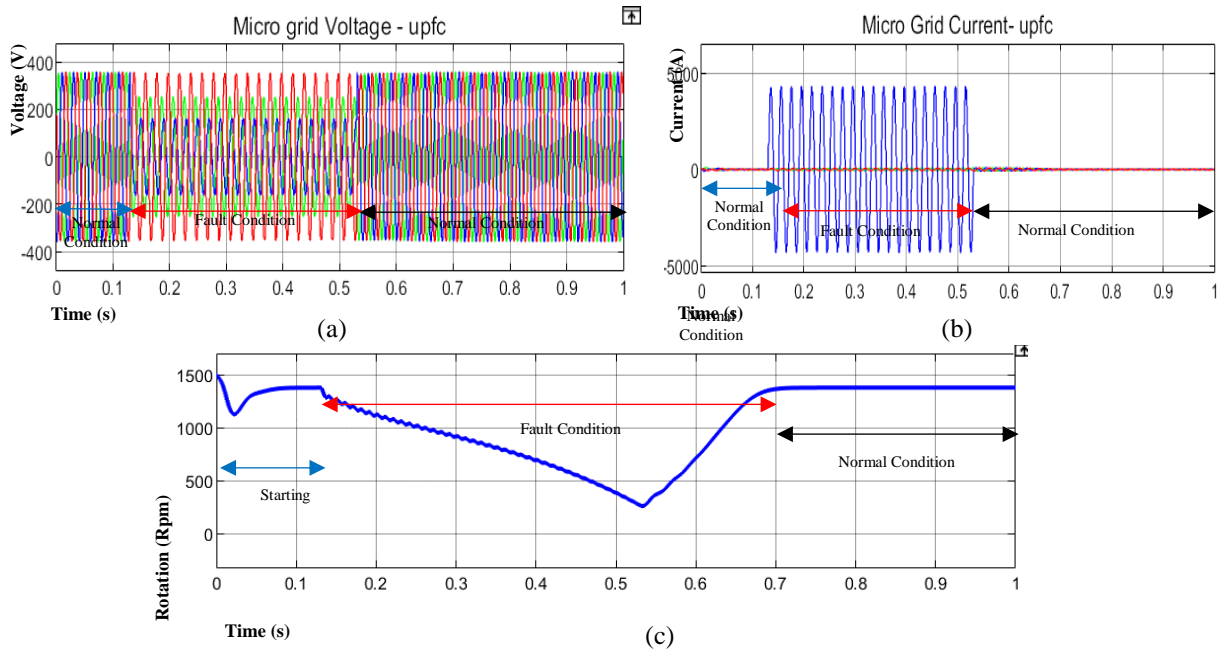 Micro grid Voltage - upfc
Voltage (V)
400
200
0
-200
-400
Normal
Condition
Fault Condition
Normal Condition
0 0.1 0.2 0.3 0.4 0.5 0.6 0.7 0.8 0.9 1
Time (s)
(a)
Micro Grid Current- upfc
Current (A)
5000
0
-5000
Normal
Condition
Fault Condition
Normal Condition
0 0.1 0.2 0.3 0.4 0.5 0.6 0.7 0.8 0.9 1
Time (s)
Normal
Condition
(b)
Rotation (Rpm)
1500
1000
500
0
Starting
Fault Condition
Normal Condition
0 0.1 0.2 0.3 0.4 0.5 0.6 0.7 0.8 0.9 1
Time (s)
(c)